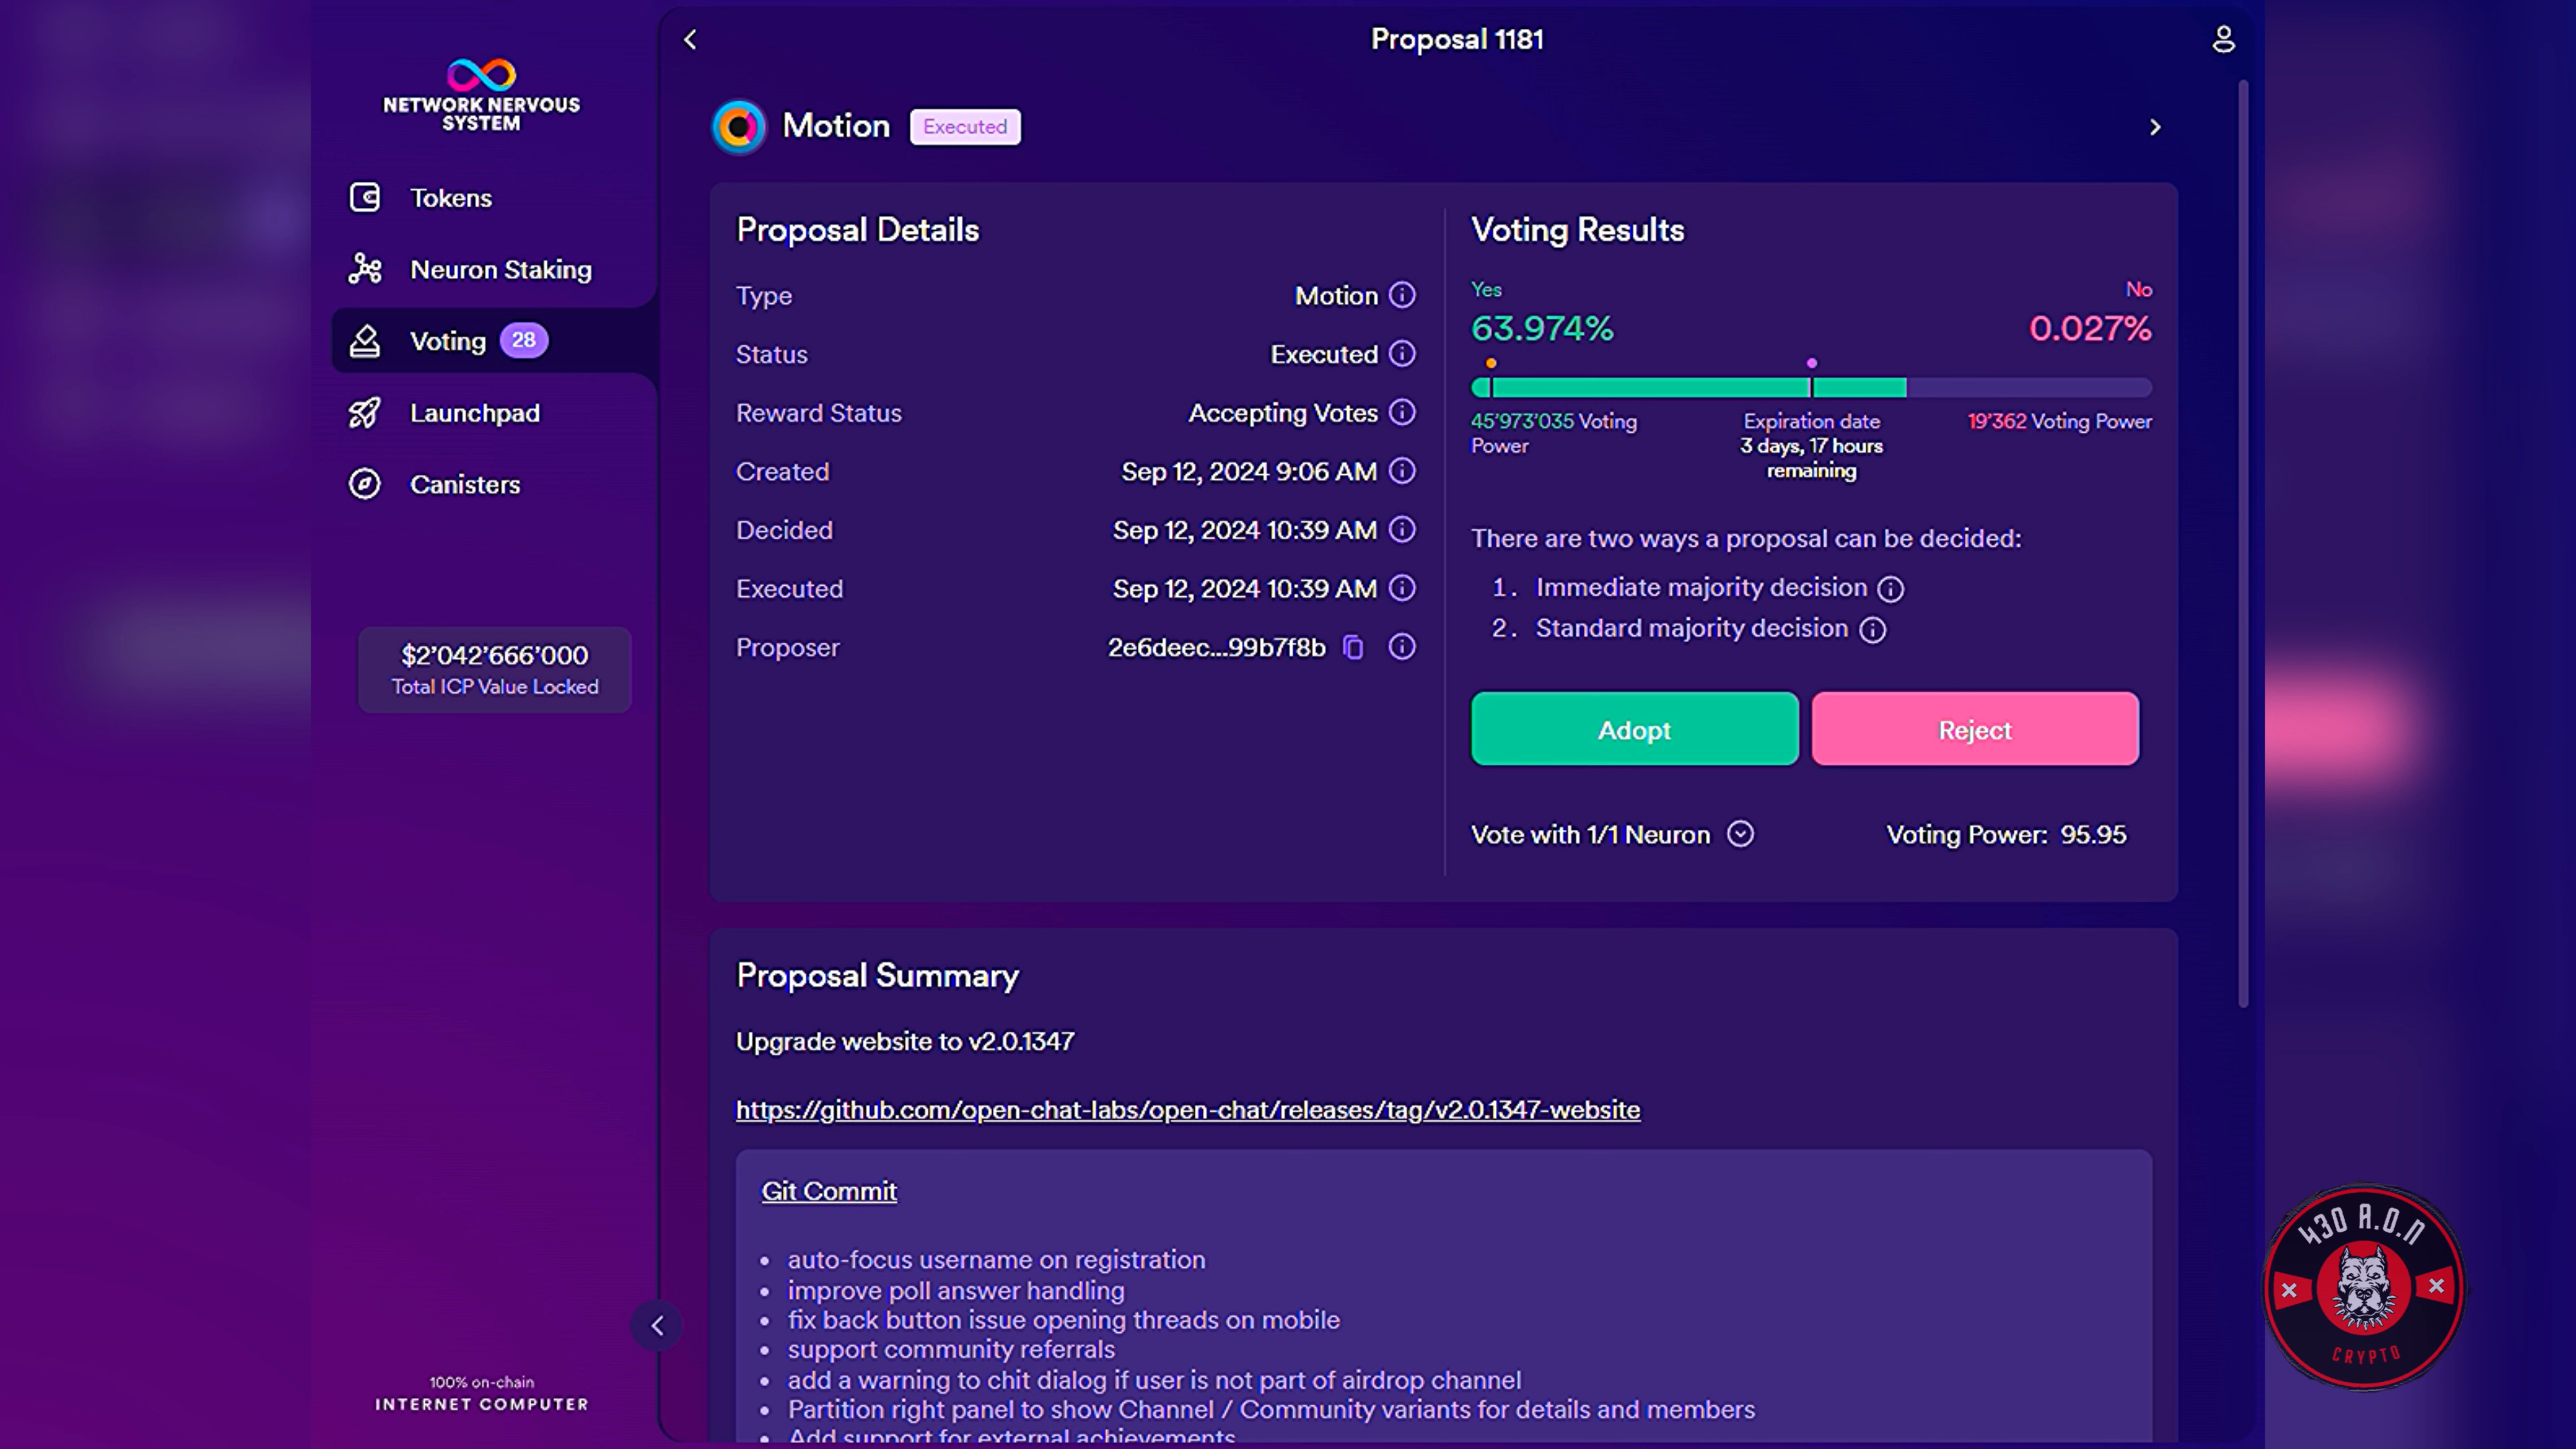 NETWORK NERVOUS
SYSTEM
Tokens
Neuron Staking
Voting 28
Launchpad
Canisters
$2’042’666’000
Total ICP Value Locked
100% on-chain
INTERNET COMPUTER
Proposal 1181
Motion Executed
Proposal Details
Type Motion
Status Executed
Reward Status Accepting Votes
Created Sep 12, 2024 9:06 AM
Decided Sep 12, 2024 10:39 AM
Executed Sep 12, 2024 10:39 AM
Proposer 2e6deec...99b7f8b
Voting Results
Yes No
63.974% 0.027%
45’973’035 Voting
Power
Expiration date
3 days, 17 hours
remaining
19’362 Voting Power
There are two ways a proposal can be decided:
1. Immediate majority decision
2. Standard majority decision
Adopt Reject
Vote with 1/1 Neuron Voting Power: 95.95
Proposal Summary
Upgrade website to v2.0.1347
https://github.com/open-chat-labs/open-chat/releases/tag/v2.0.1347-website
Git Commit
• auto-focus username on registration
• improve poll answer handling
• fix back button issue opening threads on mobile
• support community referrals
• add a warning to chit dialog if user is not part of airdrop channel
• Partition right panel to show Channel / Community variants for details and members
• Add support for external achievements
430 A.O.N
CRYPTO